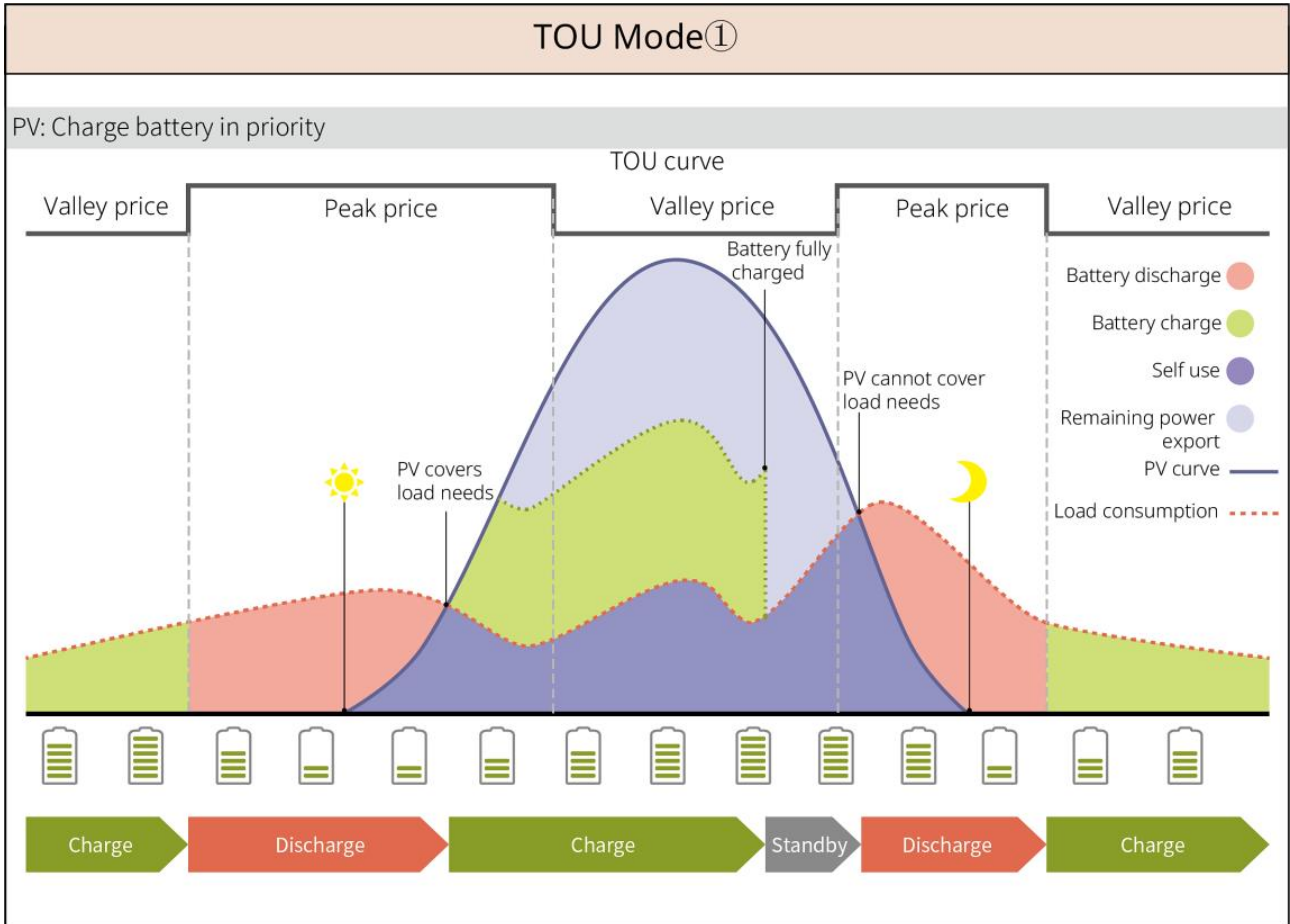 TOU Mode①
PV: Charge battery in priority
TOU curve
Valley price
Peak price
Valley price
Peak price
Valley price
Battery fully
charged
Battery discharge
Battery charge
Self use
Remaining power
export
PV curve
Load consumption
PV cannot cover
load needs
PV covers
load needs
Charge
Discharge
Charge
Standby
Discharge
Charge